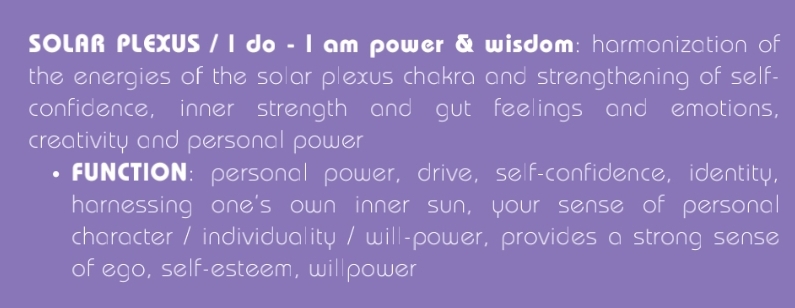 SOLAR PLEXUS / I do - I am power & wisdom: harmonization of
the energies of the solar plexus chakra and strengthening of self-
confidence, inner strength and gut feelings and emotions,
creativity and personal power
• FUNCTION: personal power, drive, self-confidence, identity,
harnessing one's own inner sun, your sense of personal
character / individuality / will-power, provides a strong sense
of ego, self-esteem, willpower